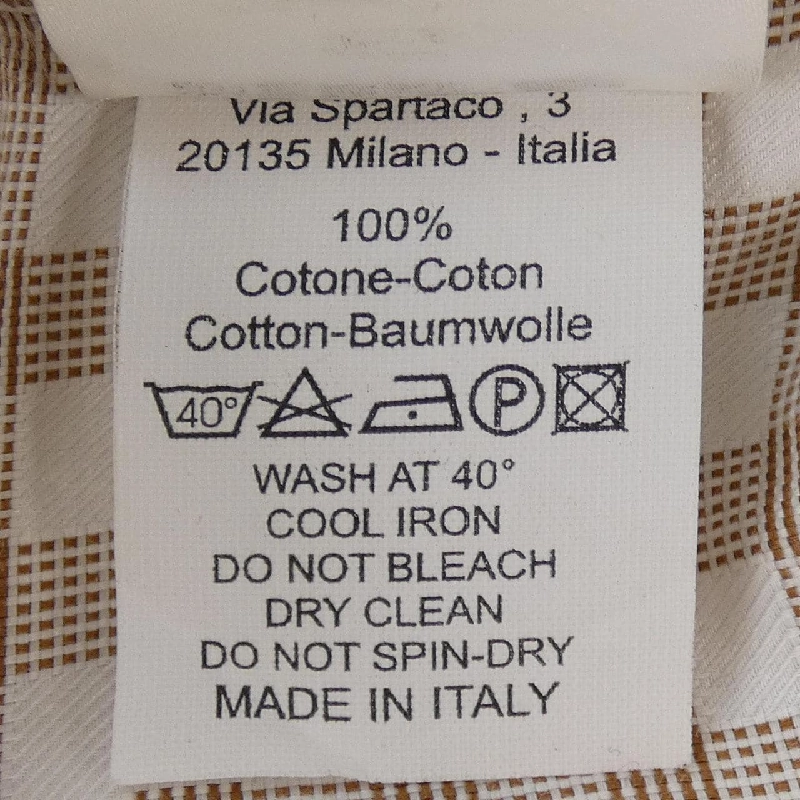 Via Spartaco , 3
20135 Milano - Italia
100%
Cotone-Coton
Cotton-Baumwolle
40° P
WASH AT 40°
COOL IRON
DO NOT BLEACH
DRY CLEAN
DO NOT SPIN-DRY
MADE IN ITALY